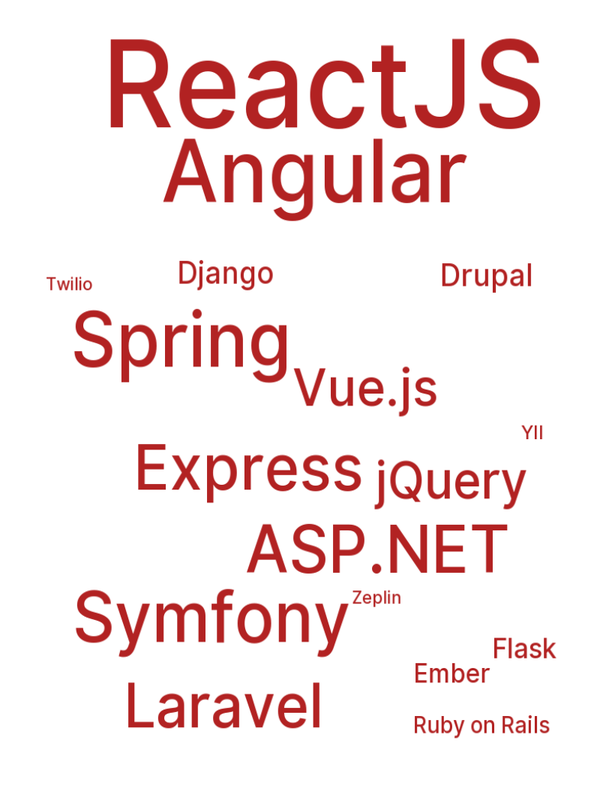 ReactJS
Angular
Twilio
Django
Drupal
Spring
Vue.js
YII
Express
jQuery
ASP.NET
Symfony
Zeplin
Flask
Ember
Laravel
Ruby on Rails